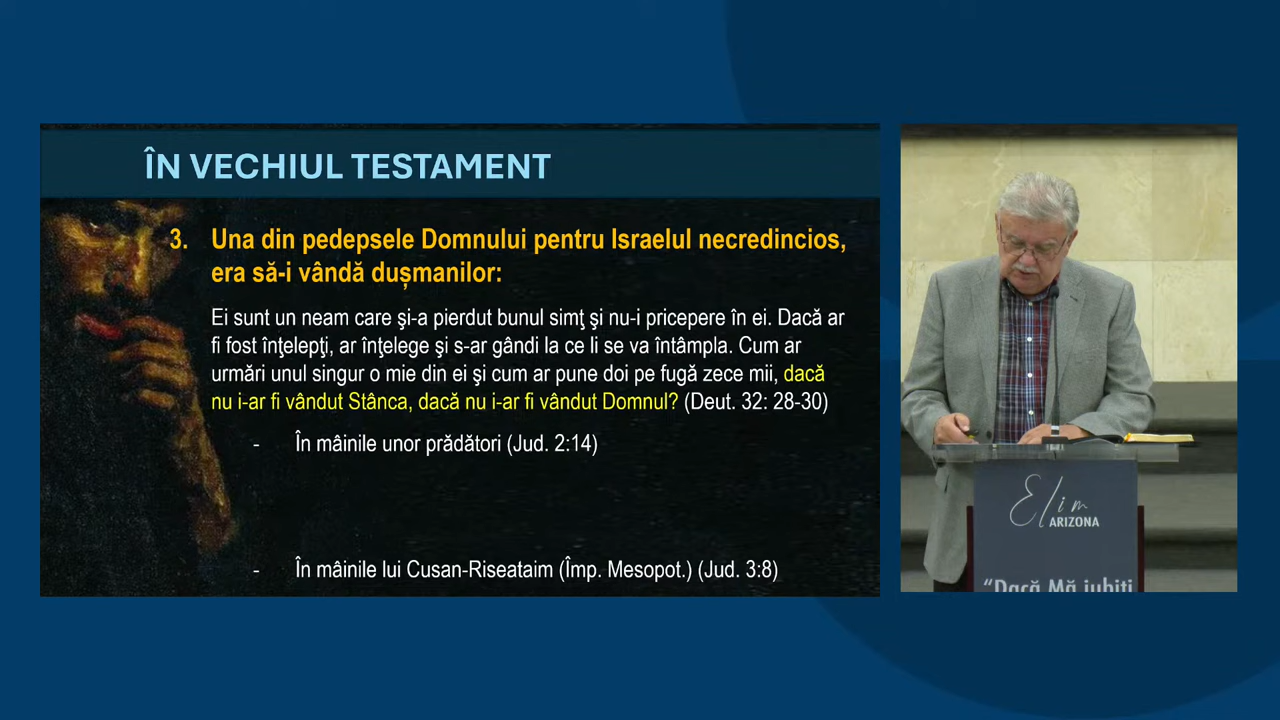 ÎN VECHIUL TESTAMENT
3. Una din pedepsele Domnului pentru Israelul necredincios,
era să-i vândă dușmanilor:
Ei sunt un neam care şi-a pierdut bunul simţ şi nu-i pricepere în ei. Dacă ar
fi fost înţelepţi, ar înţelege şi s-ar gândi la ce li se va întâmpla. Cum ar
urmări unul singur o mie din ei şi cum ar pune doi pe fugă zece mii, dacă
nu i-ar fi vândut Stânca, dacă nu i-ar fi vândut Domnul? (Deut. 32: 28-30)
- În mâinile unor prădători (Jud. 2:14)
- În mâinile lui Cusan-Riseataim (Împ. Mesopot.) (Jud. 3:8)
Elim
ARIZONA
“Dacă Mă iubiți